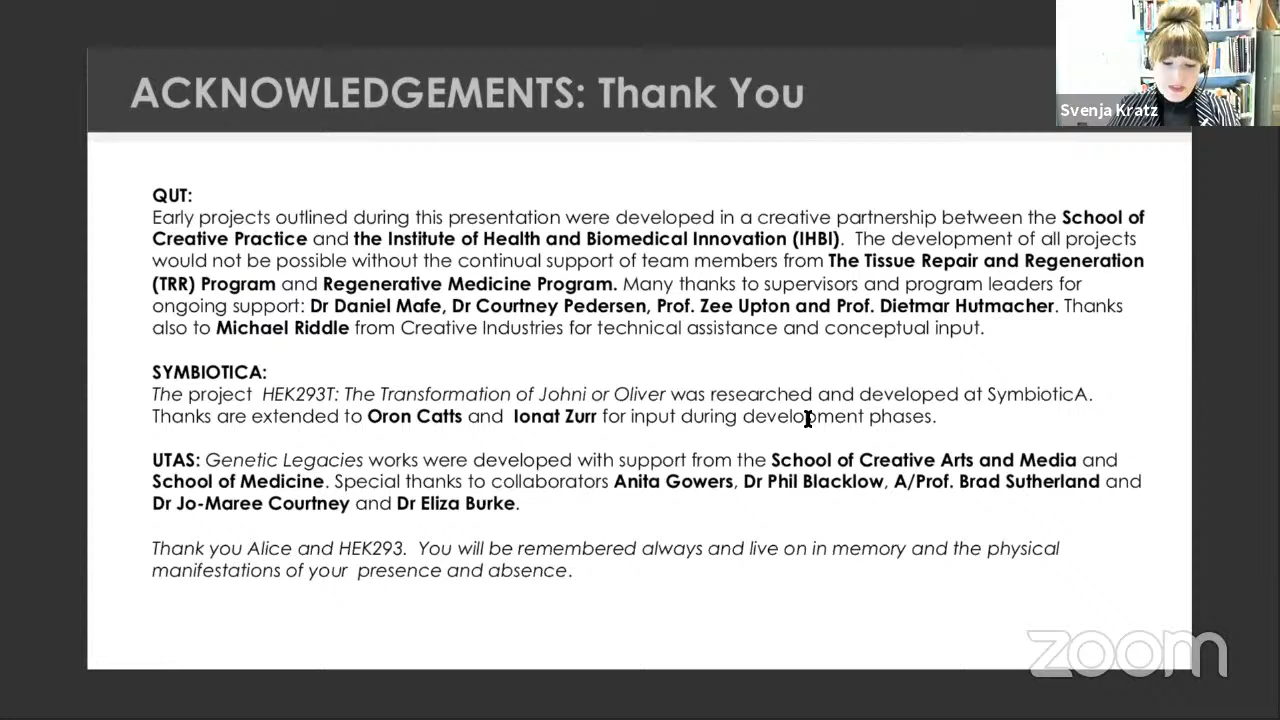 ACKNOWLEDGEMENTS: Thank You
Svenja Kratz
QUT:
Early projects outlined during this presentation were developed in a creative partnership between the School of
Creative Practice and the Institute of Health and Biomedical Innovation (IHBI). The development of all projects
would not be possible without the continual support of team members from The Tissue Repair and Regeneration
(TRR) Program and Regenerative Medicine Program. Many thanks to supervisors and program leaders for
ongoing support: Dr Daniel Mafe, Dr Courtney Pedersen, Prof. Zee Upton and Prof. Dietmar Hutmacher. Thanks
also to Michael Riddle from Creative Industries for technical assistance and conceptual input.
SYMBIOTICA:
The project HEK293T: The Transformation of Johni or Oliver was researched and developed at SymbioticA.
Thanks are extended to Oron Catts and Ionat Zurr for input during development phases.
UTAS: Genetic Legacies works were developed with support from the School of Creative Arts and Media and
School of Medicine. Special thanks to collaborators Anita Gowers, Dr Phil Blacklow, A/Prof. Brad Sutherland and
Dr Jo-Maree Courtney and Dr Eliza Burke.
Thank you Alice and HEK293. You will be remembered always and live on in memory and the physical
manifestations of your presence and absence.
zoom